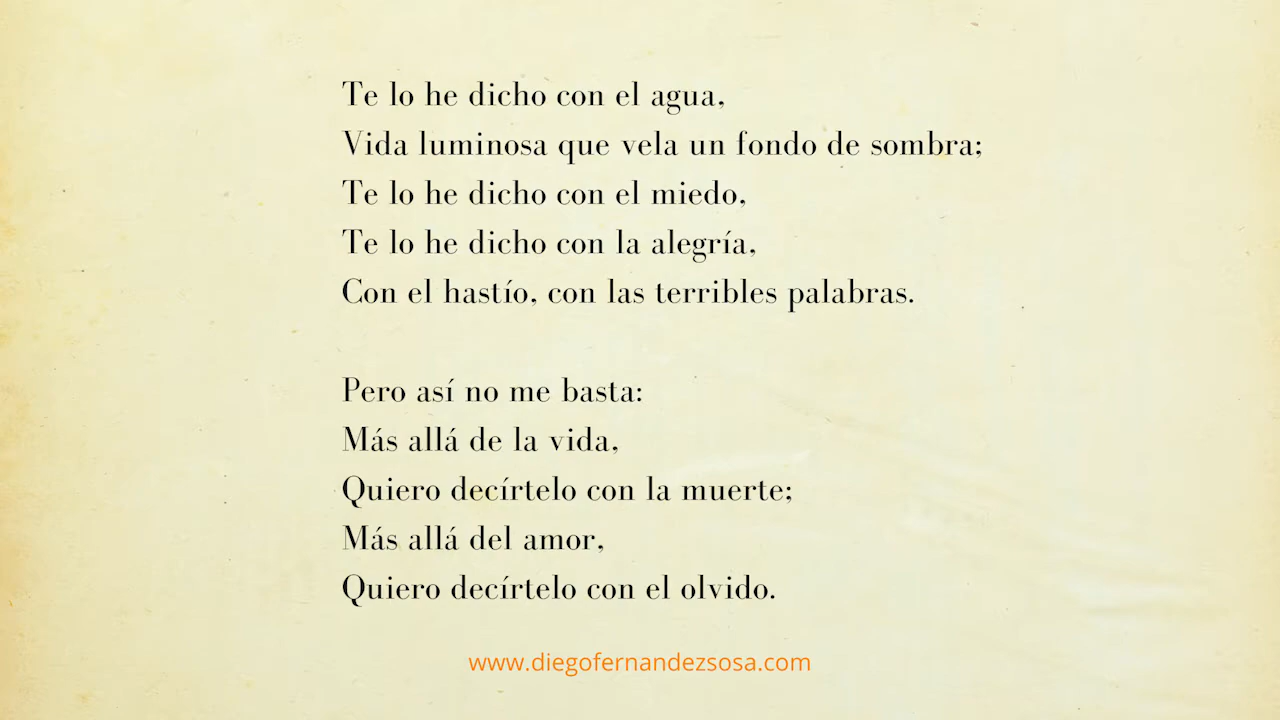 Te lo he dicho con el agua,
Vida luminosa que vela un fondo de sombra;
Te lo he dicho con el miedo,
Te lo he dicho con la alegría,
Con el hastío, con las terribles palabras.
Pero así no me basta:
Más allá de la vida,
Quiero decírtelo con la muerte;
Más allá del amor,
Quiero decírtelo con el olvido.
www.diegofernandezsosa.com